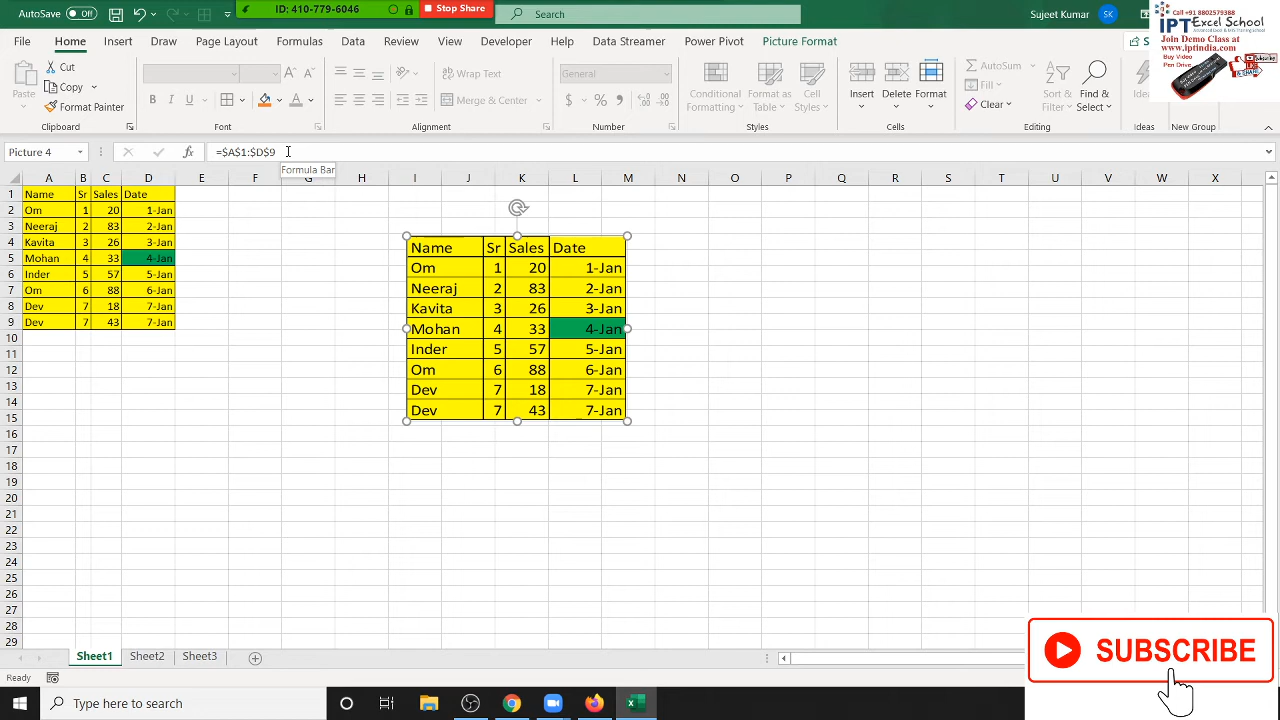 AutoSave Off
ID: 410-779-6046
Stop Share
Search
Sujeet Kumar
SK
Call +91 8802579388
IPT Excel School
Advanced Excel & MIS Training School
Join Demo Class at
www.iptindia.com
Buy Video
Pen Drive
File Home Insert Draw Page Layout Formulas Data Review View Developer Help Data Streamer Power Pivot Picture Format
Paste
Cut
Copy
Format Painter
Wrap Text
Merge & Center
General
Conditional Formatting
Format as Table
Cell Styles
Insert
Delete
Format
AutoSum
Fill
Clear
Sort & Filter
Find & Select
Clipboard
Font
Alignment
Number
Styles
Cells
Editing
New Group
Picture 4
=$A$1:$D$9
Formula Bar
A B C D E F G H I J K L M N O P Q R S T U V W X
1 Name Sr Sales Date
2 Om 1 20 1-Jan
3 Neeraj 2 83 2-Jan
4 Kavita 3 26 3-Jan
5 Mohan 4 33 4-Jan
6 Inder 5 57 5-Jan
7 Om 6 88 6-Jan
8 Dev 7 18 7-Jan
9 Dev 7 43 7-Jan
10
11
12
13
14
15
16
17
18
19
20
21
22
23
24
25
26
27
28
29
Name Sr Sales Date
Om 1 20 1-Jan
Neeraj 2 83 2-Jan
Kavita 3 26 3-Jan
Mohan 4 33 4-Jan
Inder 5 57 5-Jan
Om 6 88 6-Jan
Dev 7 18 7-Jan
Dev 7 43 7-Jan
Sheet1 Sheet2 Sheet3
Ready
SUBSCRIBE
Type here to search